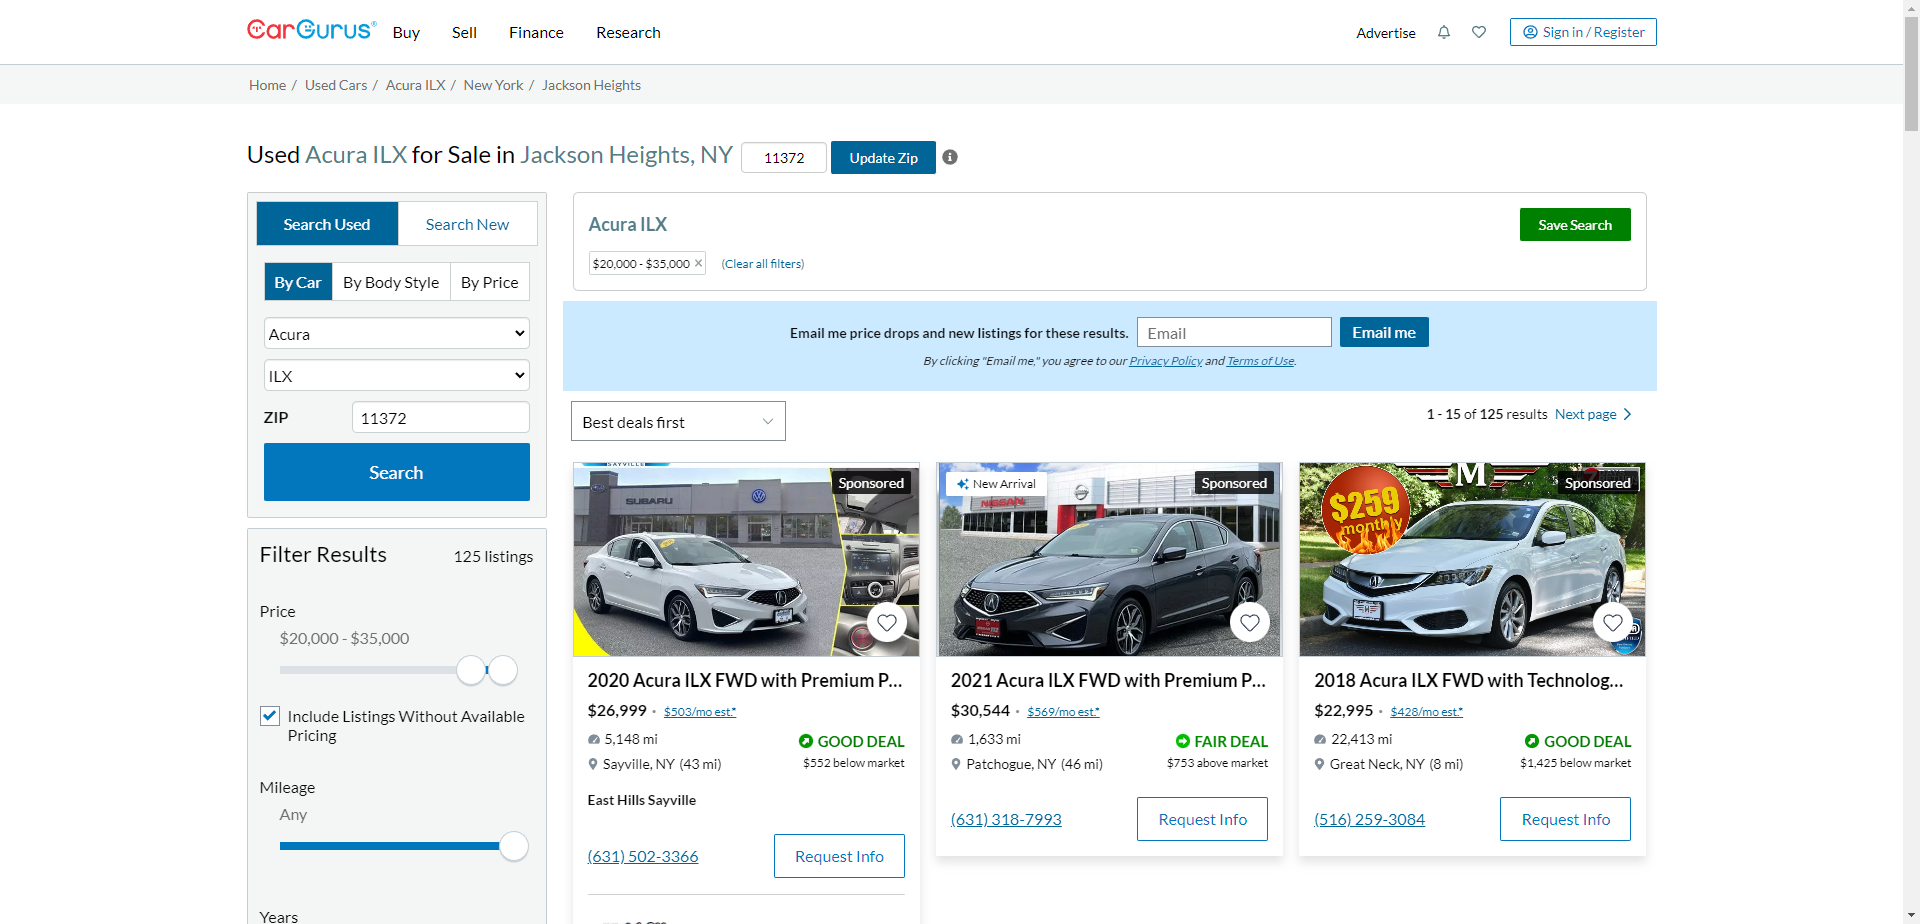 CarGurus®
Buy
Sell
Finance
Research
Advertise
Sign in / Register
Home / Used Cars / Acura ILX / New York / Jackson Heights
Used Acura ILX for Sale in Jackson Heights, NY
11372
Update Zip
Search Used
Search New
By Car
By Body Style
By Price
Acura
ILX
ZIP
11372
Search
Acura ILX
Save Search
$20,000 - $35,000 ×
(Clear all filters)
Email me price drops and new listings for these results.
Email
Email me
By clicking "Email me," you agree to our Privacy Policy and Terms of Use.
Best deals first
1 - 15 of 125 results
Next page
Filter Results
125 listings
Price
$20,000 - $35,000
Include Listings Without Available
Pricing
Mileage
Any
Years
SAYVILLE
SUBARU
Sponsored
2020 Acura ILX FWD with Premium P...
$26,999 · $503/mo est.*
5,148 mi
GOOD DEAL
Sayville, NY (43 mi)
$552 below market
East Hills Sayville
(631) 502-3366
Request Info
New Arrival
NISSAN
Sponsored
2021 Acura ILX FWD with Premium P...
$30,544 · $569/mo est.*
1,633 mi
FAIR DEAL
Patchogue, NY (46 mi)
$753 above market
(631) 318-7993
Request Info
$259
monthly
M
Sponsored
2018 Acura ILX FWD with Technolog...
$22,995 · $428/mo est.*
22,413 mi
GOOD DEAL
Great Neck, NY (8 mi)
$1,425 below market
(516) 259-3084
Request Info